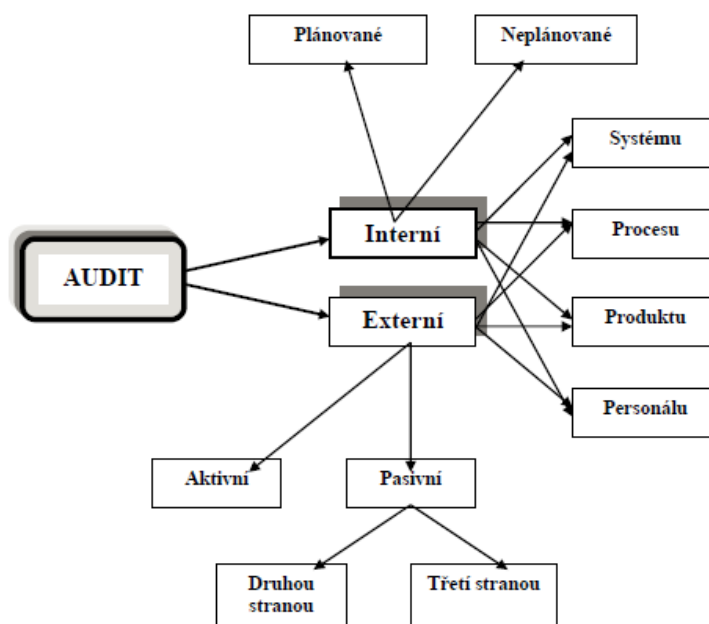 Plánované
Neplánované
Systému
Interní
Procesu
AUDIT
Externí
Produktu
Personálu
Aktivní
Pasivní
Druhou
stranou
Třetí stranou